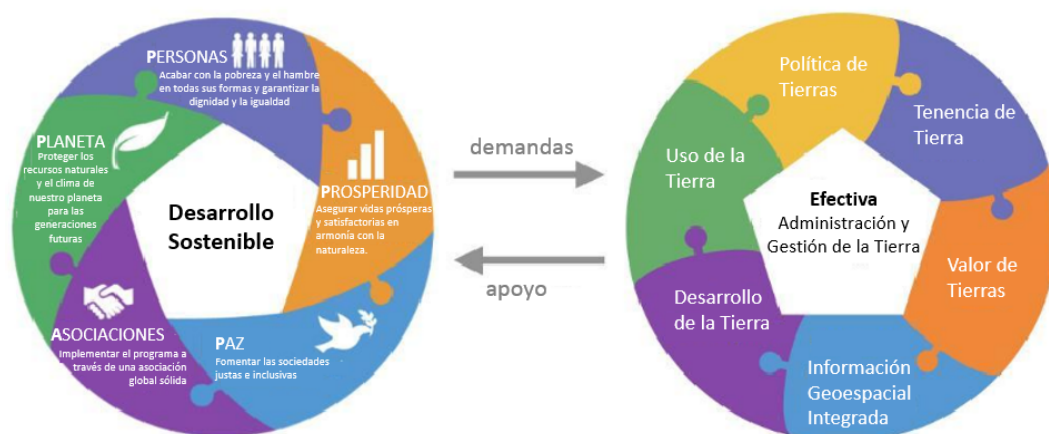 PERSONAS
Acabar con la pobreza y el hambre
en todas sus formas y garantizar la
dignidad y la igualdad
PLANETA
Proteger los
recursos naturales
y el clima de
nuestro planeta
para las
generaciones
futuras
PROSPERIDAD
Asegurar vidas prósperas
y satisfactorias en
armonía con la
naturaleza.
Desarrollo
Sostenible
ASOCIACIONES
Implementar el programa a
través de una asociación
global sólida
PAZ
Fomentar las sociedades
justas e inclusivas
demandas
apoyo
Política de
Tierras
Tenencia de
Tierra
Uso de la
Tierra
Efectiva
Administración y
Gestión de la Tierra
Valor de
Tierras
Desarrollo
de la Tierra
Información
Geoespacial
Integrada